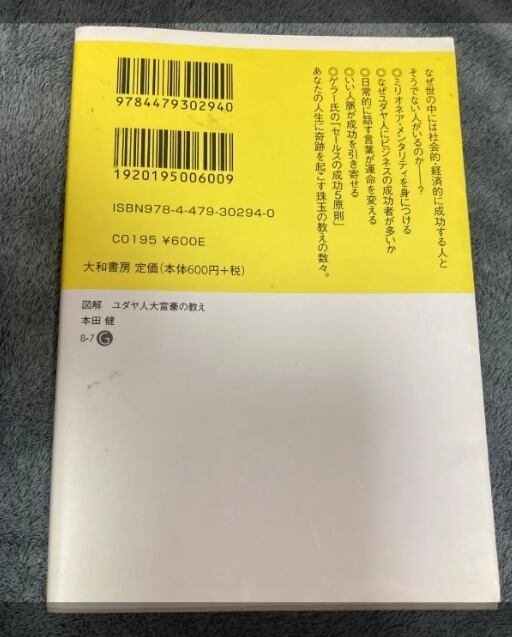 なぜ世の中には社会的・経済的に成功する人と
そうでない人がいるのか――?
◎ミリオネア・メンタリティを身につける
◎なぜユダヤ人にビジネスの成功者が多いか
◎日常的に話す言葉が運命を変える
◎いい人脈が成功を引き寄せる
◎ゲラー氏の「セールスの成功5原則」
あなたの人生に奇跡を起こす珠玉の教えの数々。
9784479302940
1920195006009
ISBN978-4-479-30294-0
C0195 ¥600E
大和書房 定価(本体600円+税)
図解 ユダヤ人大富豪の教え
本田 健
8-7 G